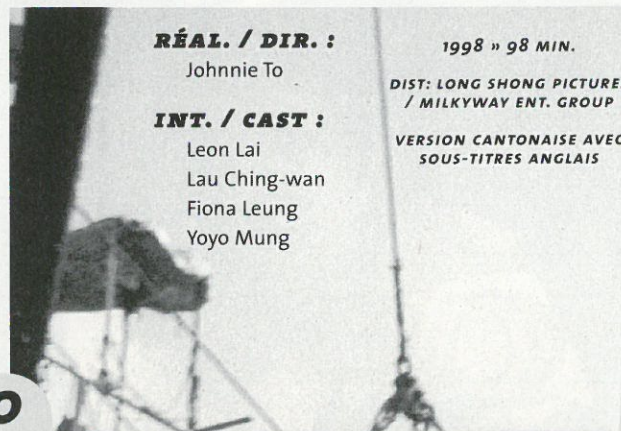 RÉAL. / DIR. :
Johnnie To
INT. / CAST :
Leon Lai
Lau Ching-wan
Fiona Leung
Yoyo Mung
1998 » 98 MIN.
DIST: LONG SHONG PICTURE
/ MILKYWAY ENT. GROUP
VERSION CANTONAISE AVEC
SOUS-TITRES ANGLAIS
O